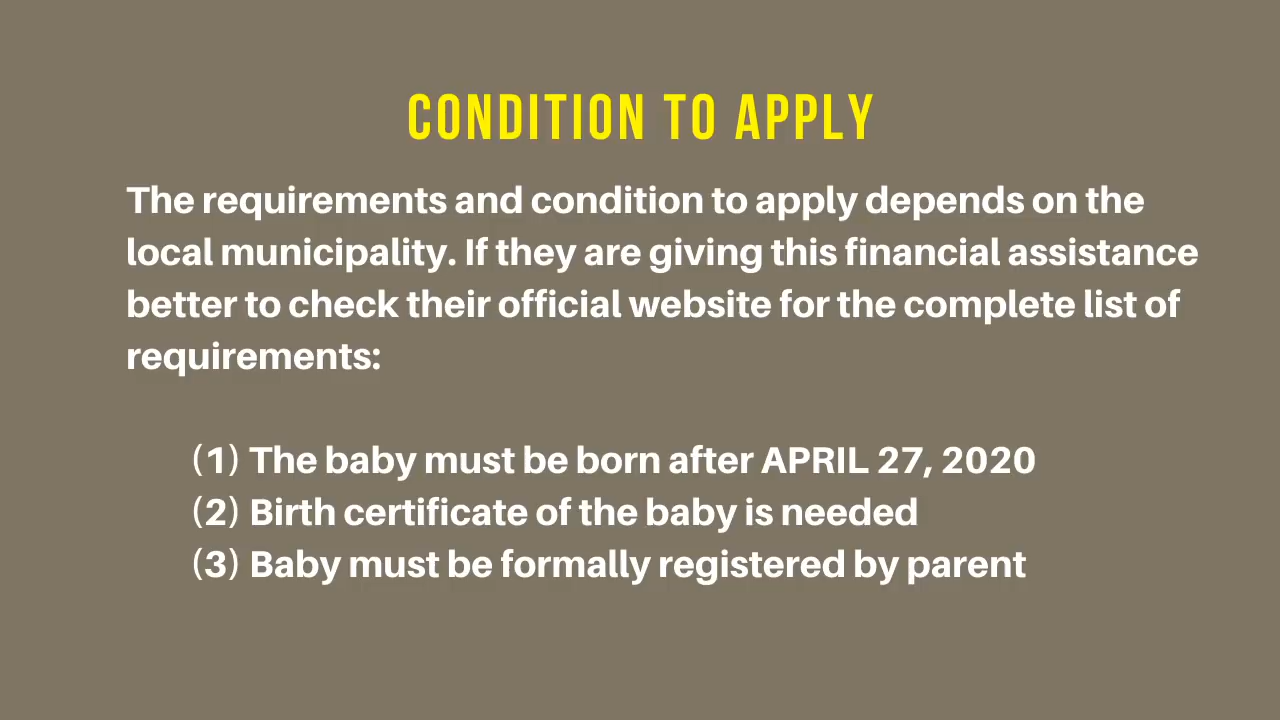 CONDITION TO APPLY
The requirements and condition to apply depends on the
local municipality. If they are giving this financial assistance
better to check their official website for the complete list of
requirements:
(1) The baby must be born after APRIL 27, 2020
(2) Birth certificate of the baby is needed
(3) Baby must be formally registered by parent